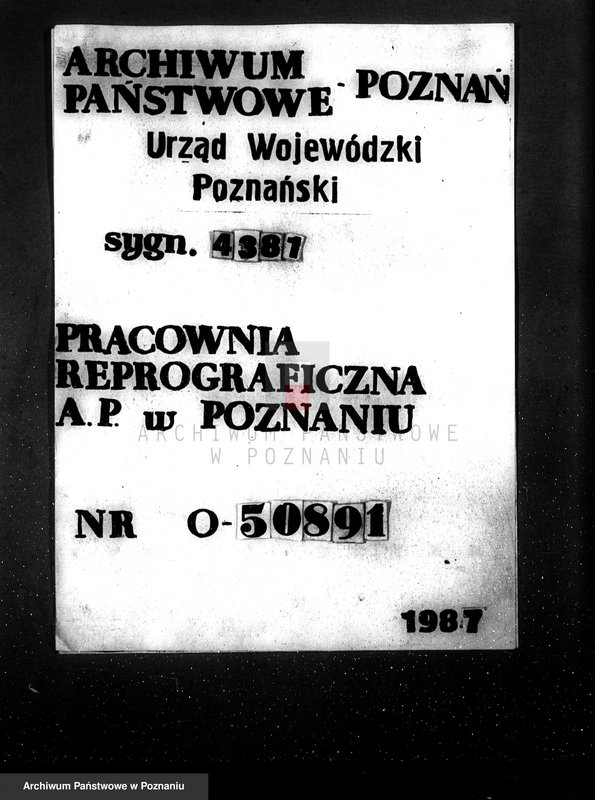 ARCHIWUM
PAŃSTWOWE - POZNAŃ
Urząd Wojewódzki
Poznański
sygn. 4381
PRACOWNIA
REPROGRAFICZNA
A.P. w POZNANIU
ARCHIWUM PAŃSTWOWE
W POZNANIU
NR O-50891
1987
Archiwum Państwowe w Poznaniu